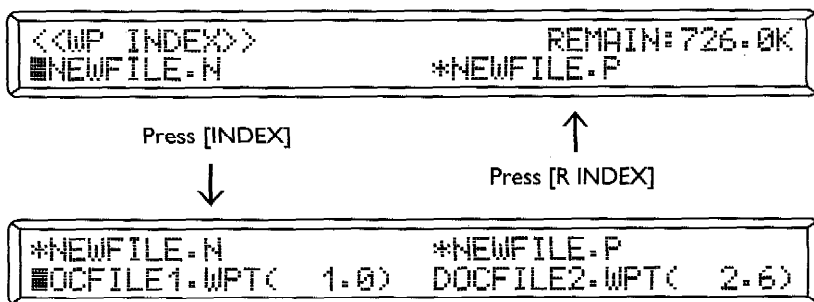 <<WP INDEX>> REMAIN:726.0K
■NEWFILE.N *NEWFILE.P
Press [INDEX]
Press [R INDEX]
*NEWFILE.N *NEWFILE.P
■OCFILE1.WPT( 1.0) DOCFILE2.WPT( 2.6)